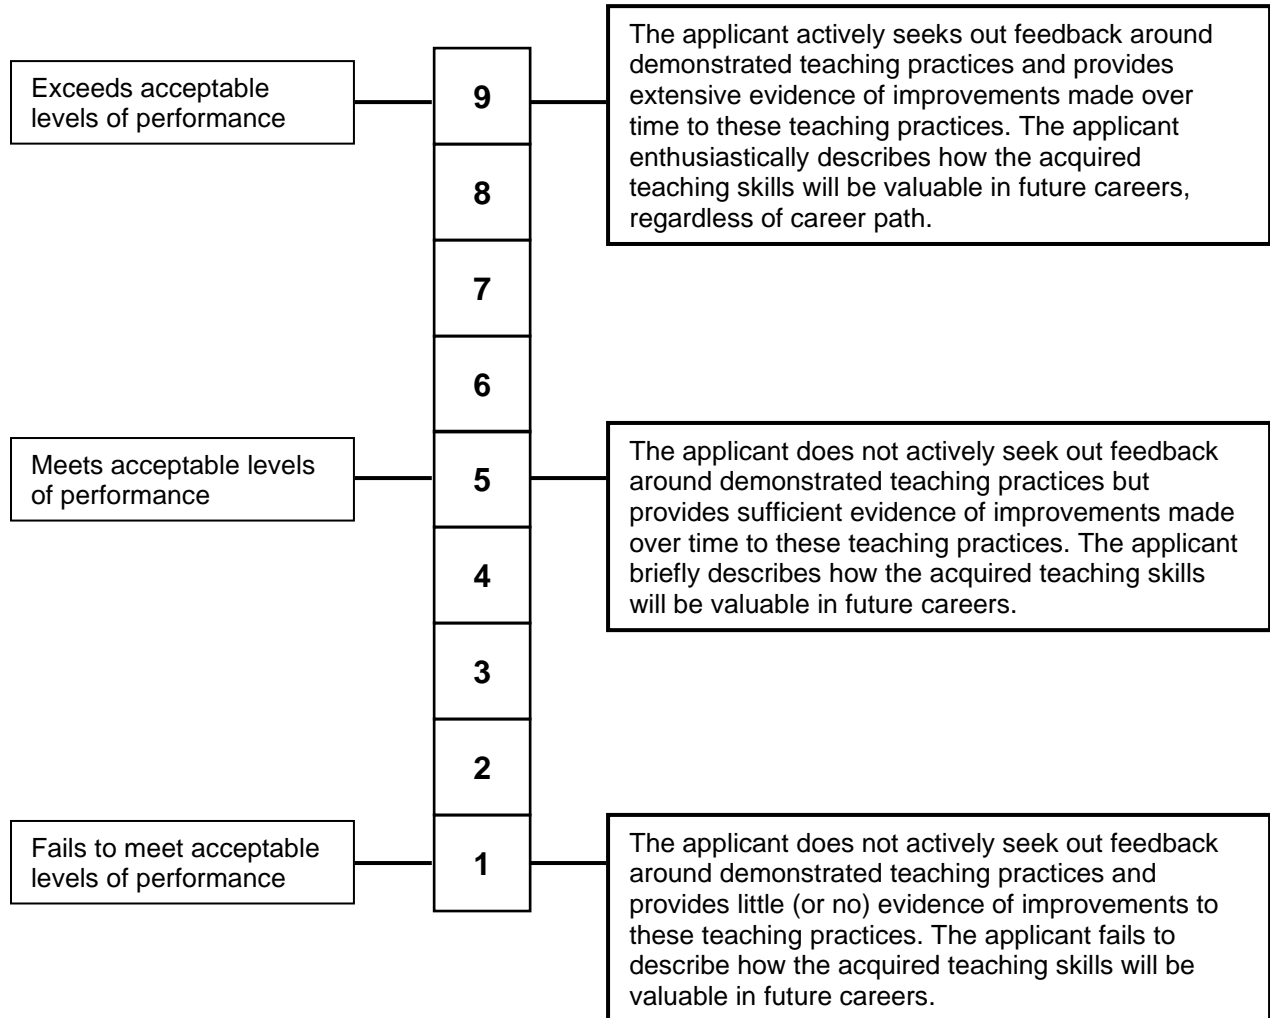 The applicant actively seeks out feedback around
demonstrated teaching practices and provides
extensive evidence of improvements made over
time to these teaching practices. The applicant
enthusiastically describes how the acquired
teaching skills will be valuable in future careers,
regardless of career path.
Exceeds acceptable
levels of performance
9
8
7
6
Meets acceptable levels
of performance
5
The applicant does not actively seek out feedback
around demonstrated teaching practices but
provides sufficient evidence of improvements made
over time to these teaching practices. The applicant
briefly describes how the acquired teaching skills
will be valuable in future careers.
4
3
2
Fails to meet acceptable
levels of performance
1
The applicant does not actively seek out feedback
around demonstrated teaching practices and
provides little (or no) evidence of improvements to
these teaching practices. The applicant fails to
describe how the acquired teaching skills will be
valuable in future careers.